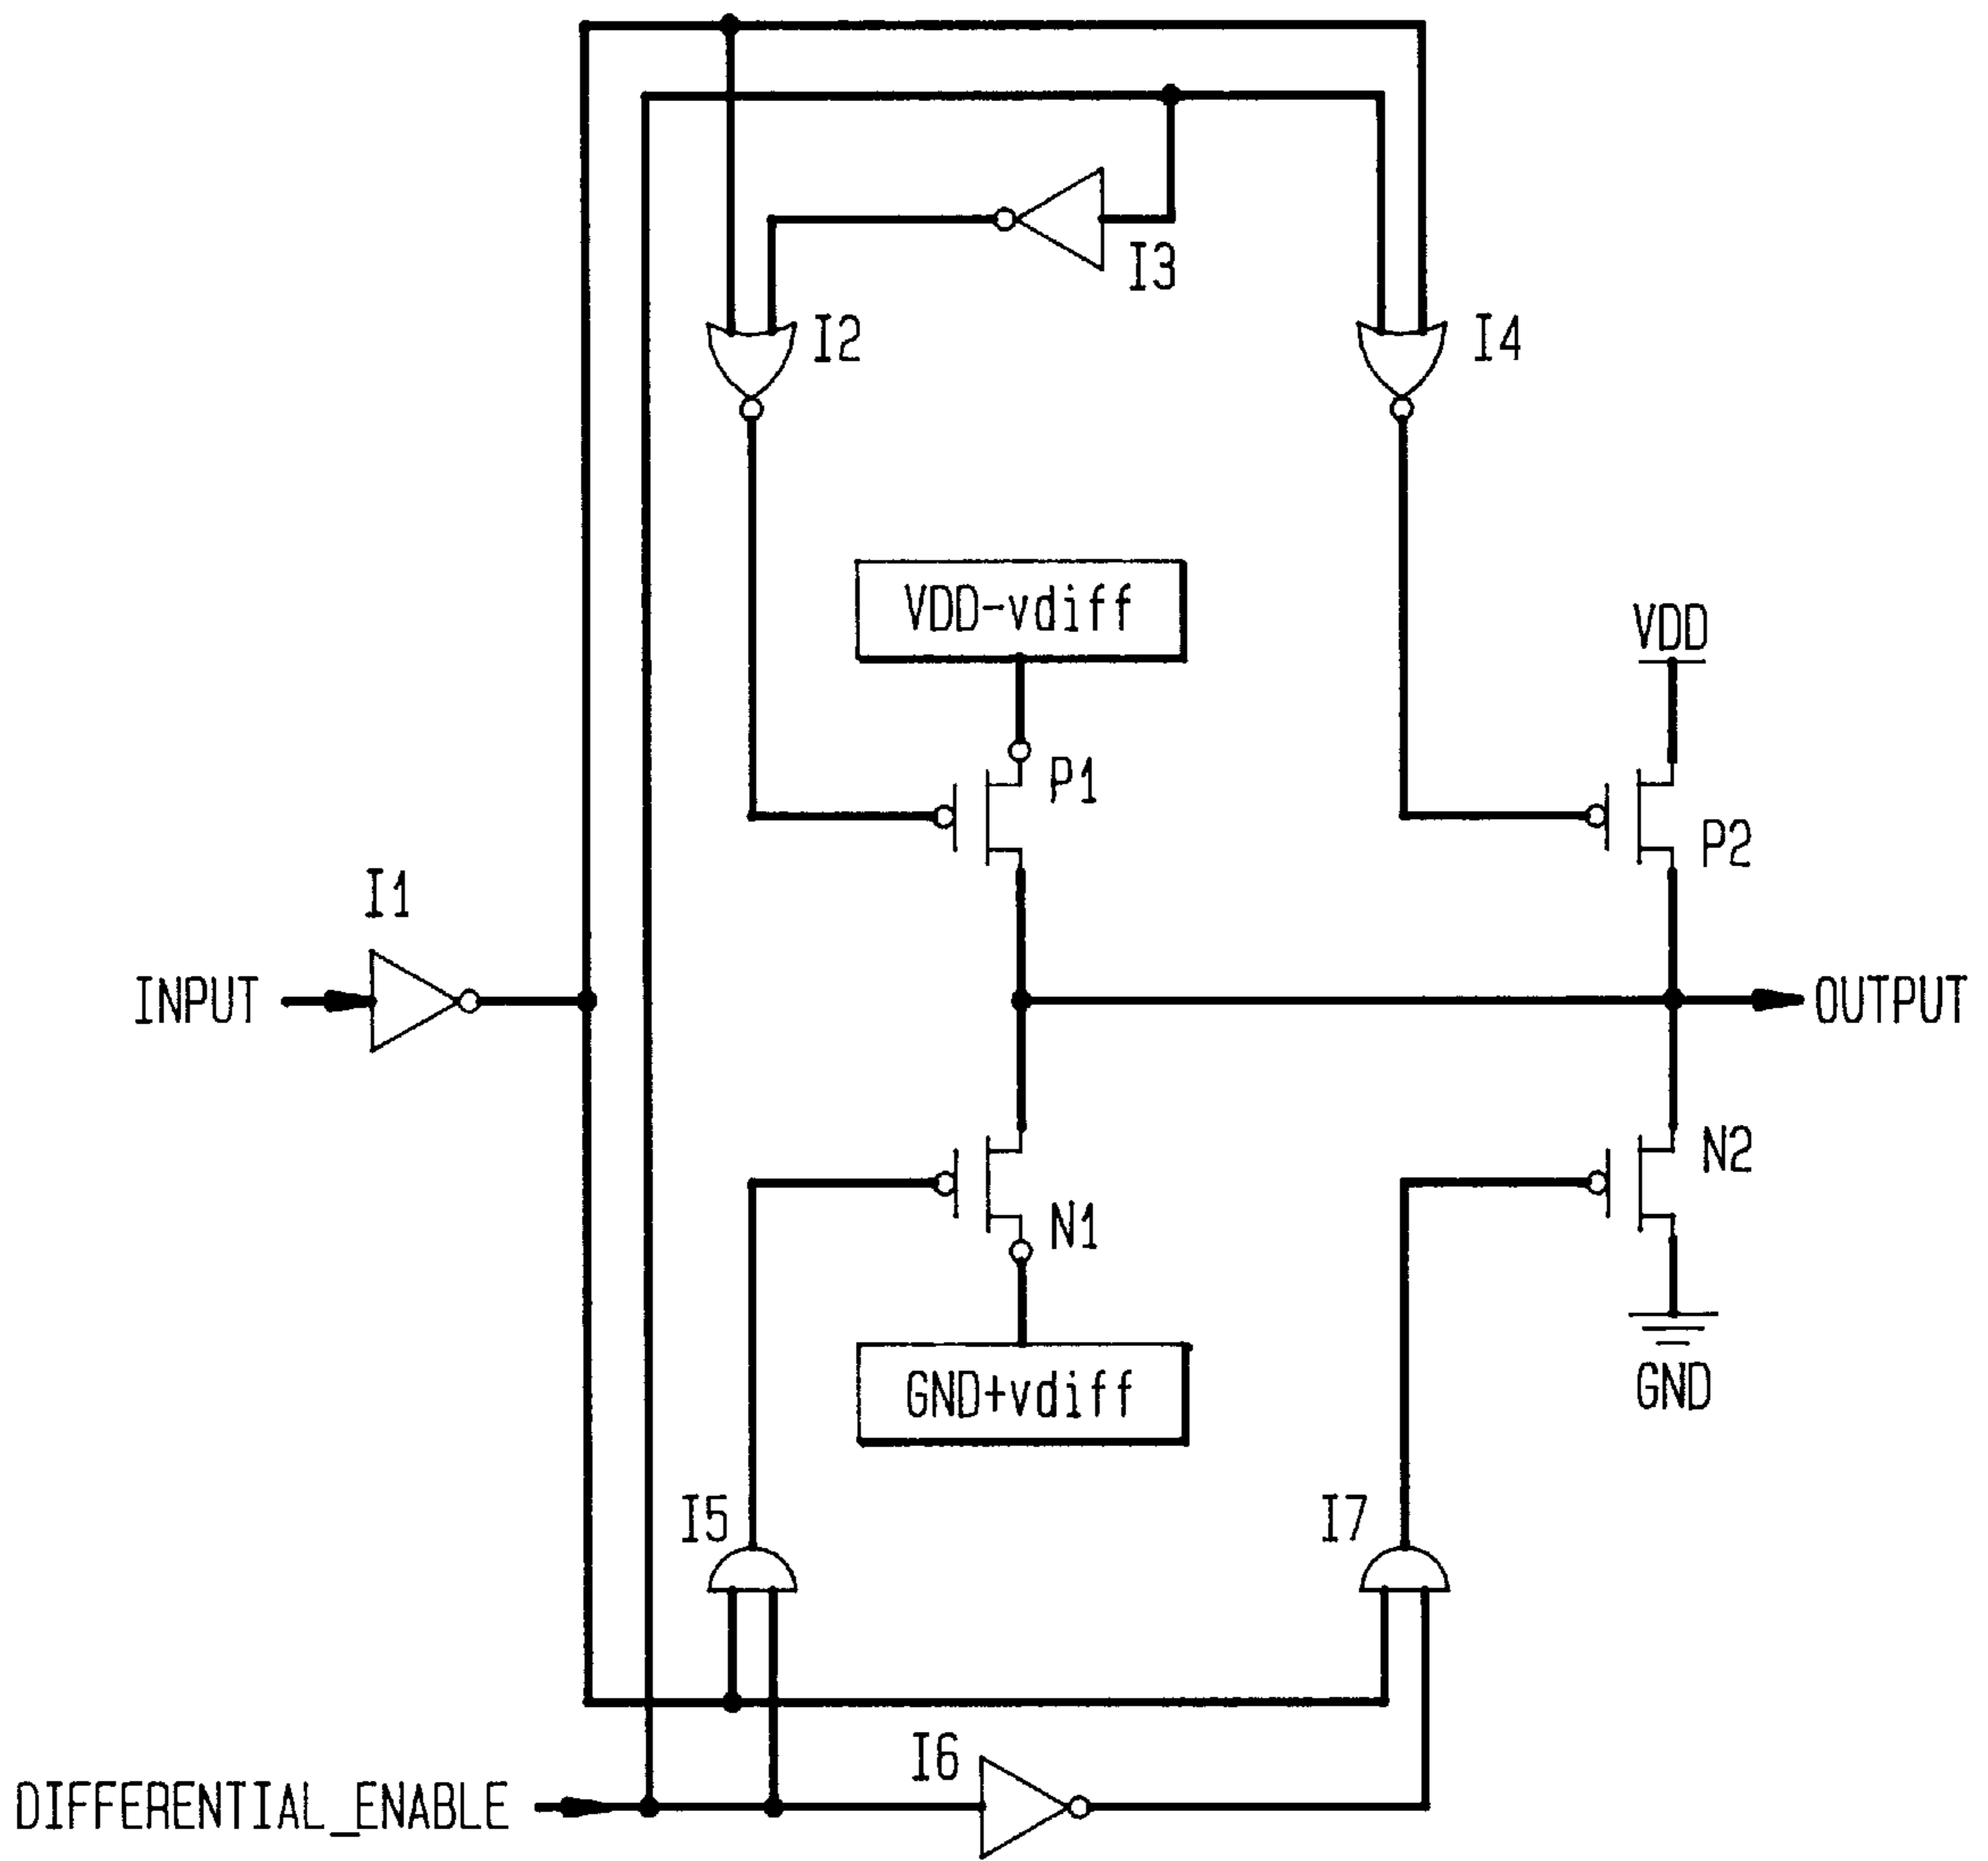 I3
I2
I4
VDD-vdiff
VDD
P1
P2
I1
INPUT
OUTPUT
N2
N1
GND+vdiff
GND
I5
I7
I6
DIFFERENTIAL_ENABLE